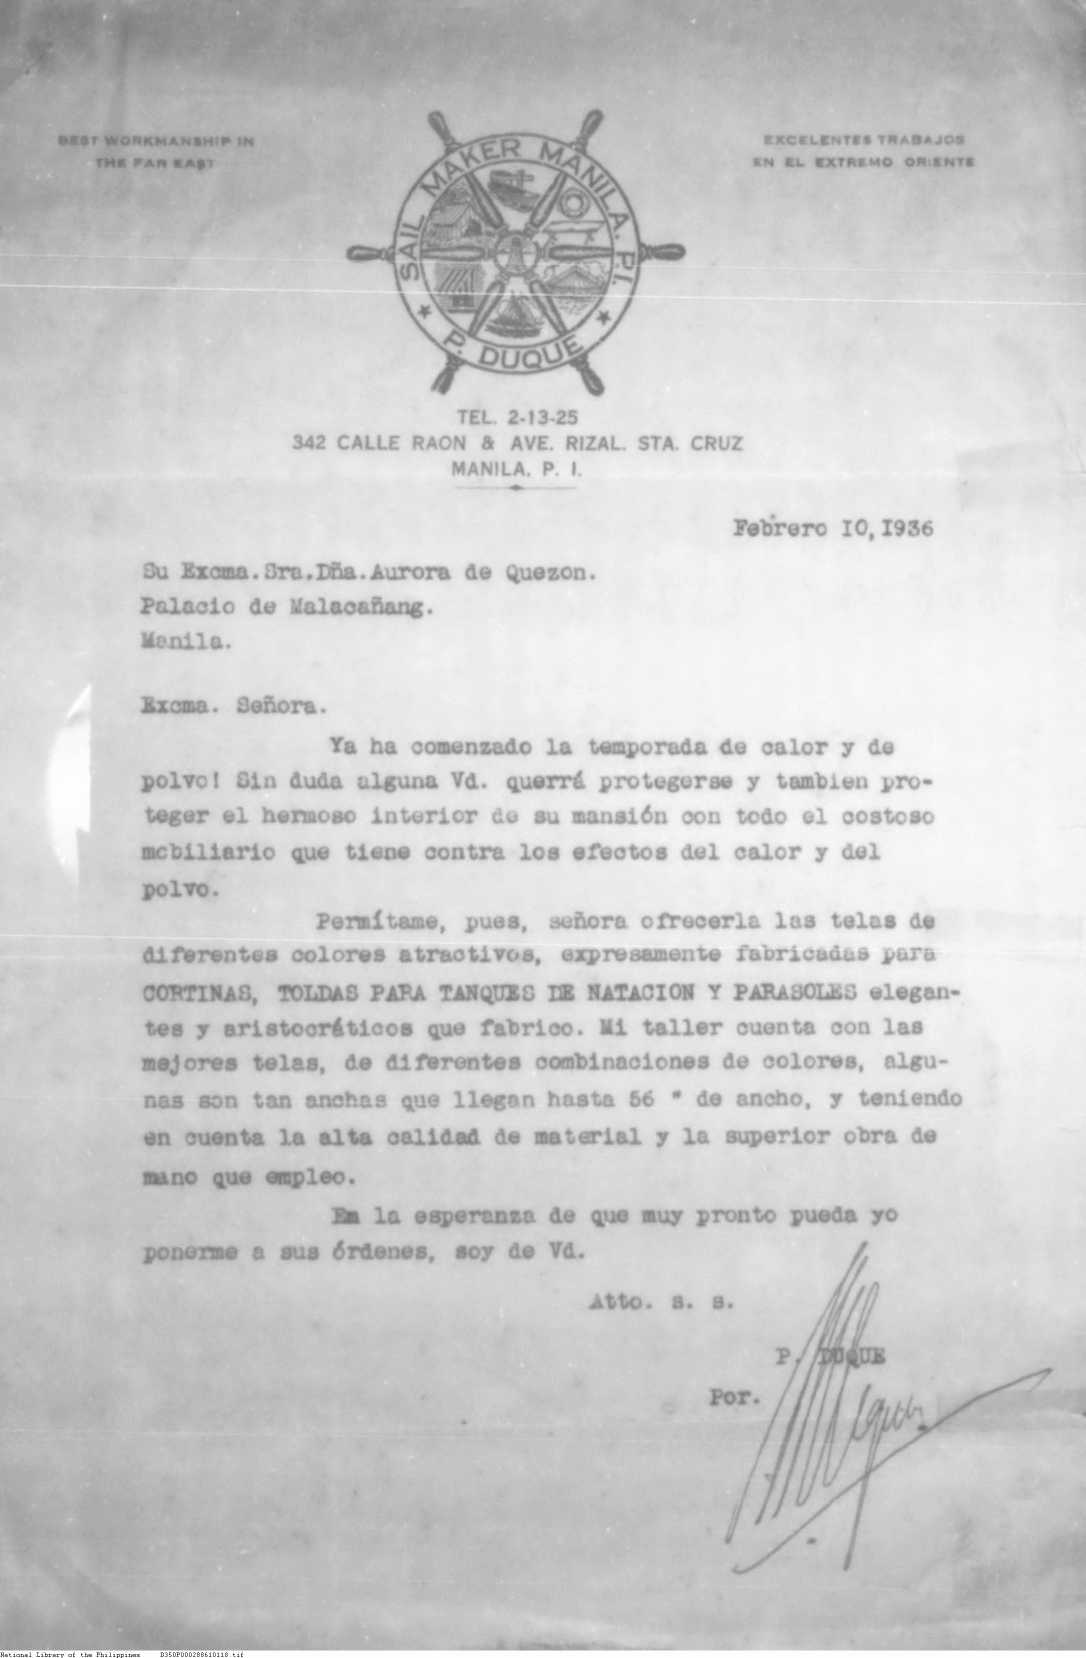 BEST WORKMANSHIP IN
THE FAR EAST
EXCELENTES TRABAJOS
EN EL EXTREMO ORIENTE
SAIL MAKER MANILA. P.I.
★ P. DUQUE ★
TEL. 2-13-25
342 CALLE RAON & AVE. RIZAL. STA. CRUZ
MANILA. P. I.
Febrero 10, 1936
Su Excma. Sra. Dña. Aurora de Quezon.
Palacio de Malacañang.
Manila.
Excma. Señora.
Ya ha comenzado la temporada de calor y de
polvo! Sin duda alguna Vd. querrá protegerse y tambien pro-
teger el hermoso interior de su mansión con todo el costoso
mobiliario que tiene contra los efectos del calor y del
polvo.
Permítame, pues, señora ofrecerla las telas de
diferentes colores atractivos, expresamente fabricadas para
CORTINAS, TOLDAS PARA TANQUES DE NATACION Y PARASOLES elegan-
tes y aristocráticos que fabrico. Mi taller cuenta con las
mejores telas, de diferentes combinaciones de colores, algu-
nas son tan anchas que llegan hasta 56 " de ancho, y teniendo
en cuenta la alta calidad de material y la superior obra de
mano que empleo.
En la esperanza de que muy pronto pueda yo
ponerme a sus órdenes, soy de Vd.
Atto. s. s.
P. DUQUE
Por.
National Library of the Philippines D350P000288610118.tif